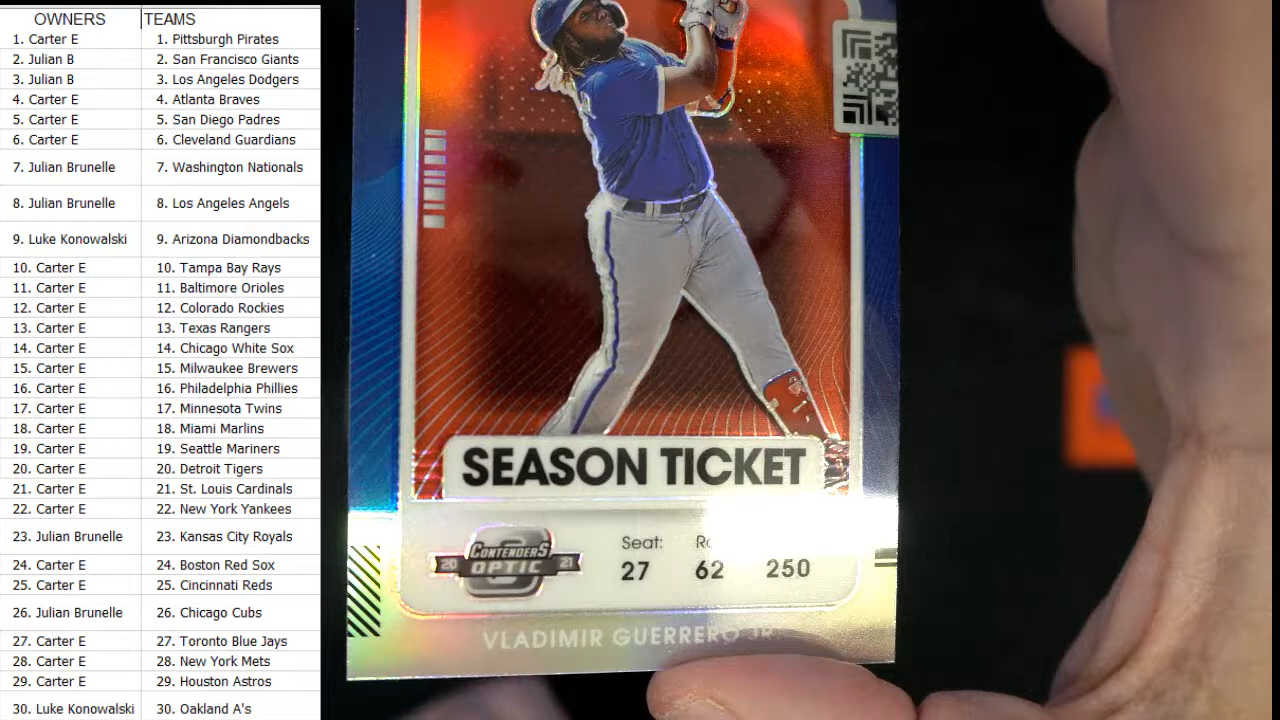 OWNERS TEAMS
1. Carter E 1. Pittsburgh Pirates
2. Julian B 2. San Francisco Giants
3. Julian B 3. Los Angeles Dodgers
4. Carter E 4. Atlanta Braves
5. Carter E 5. San Diego Padres
6. Carter E 6. Cleveland Guardians
7. Julian Brunelle 7. Washington Nationals
8. Julian Brunelle 8. Los Angeles Angels
9. Luke Konowalski 9. Arizona Diamondbacks
10. Carter E 10. Tampa Bay Rays
11. Carter E 11. Baltimore Orioles
12. Carter E 12. Colorado Rockies
13. Carter E 13. Texas Rangers
14. Carter E 14. Chicago White Sox
15. Carter E 15. Milwaukee Brewers
16. Carter E 16. Philadelphia Phillies
17. Carter E 17. Minnesota Twins
18. Carter E 18. Miami Marlins
19. Carter E 19. Seattle Mariners
20. Carter E 20. Detroit Tigers
21. Carter E 21. St. Louis Cardinals
22. Carter E 22. New York Yankees
23. Julian Brunelle 23. Kansas City Royals
24. Carter E 24. Boston Red Sox
25. Carter E 25. Cincinnati Reds
26. Julian Brunelle 26. Chicago Cubs
27. Carter E 27. Toronto Blue Jays
28. Carter E 28. New York Mets
29. Carter E 29. Houston Astros
30. Luke Konowalski 30. Oakland A's
SEASON TICKET
Seat:
27 62 250
CONTENDERS
20 OPTIC 21
VLADIMIR GUERRERO JR